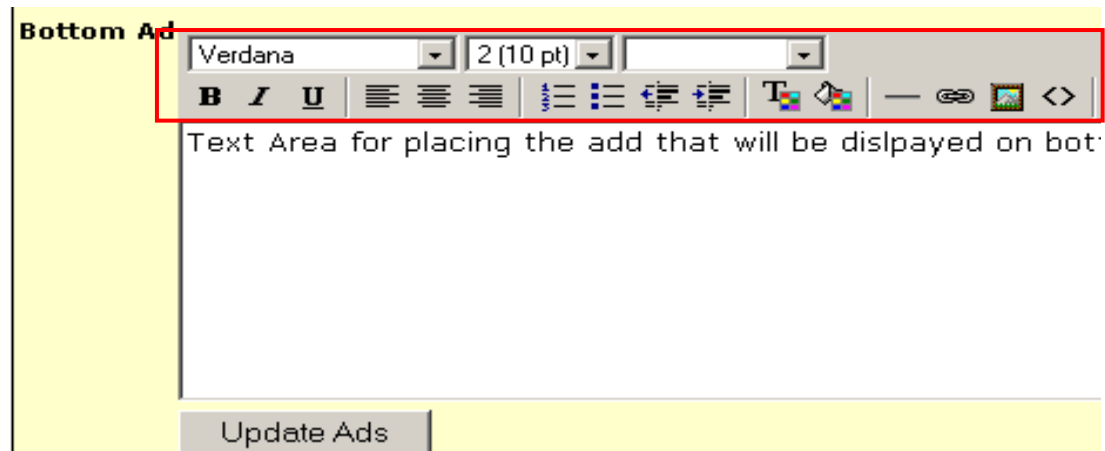 Bottom Ad
Verdana 2 (10 pt)
B I U T
Text Area for placing the add that will be dislpayed on
Update Ads